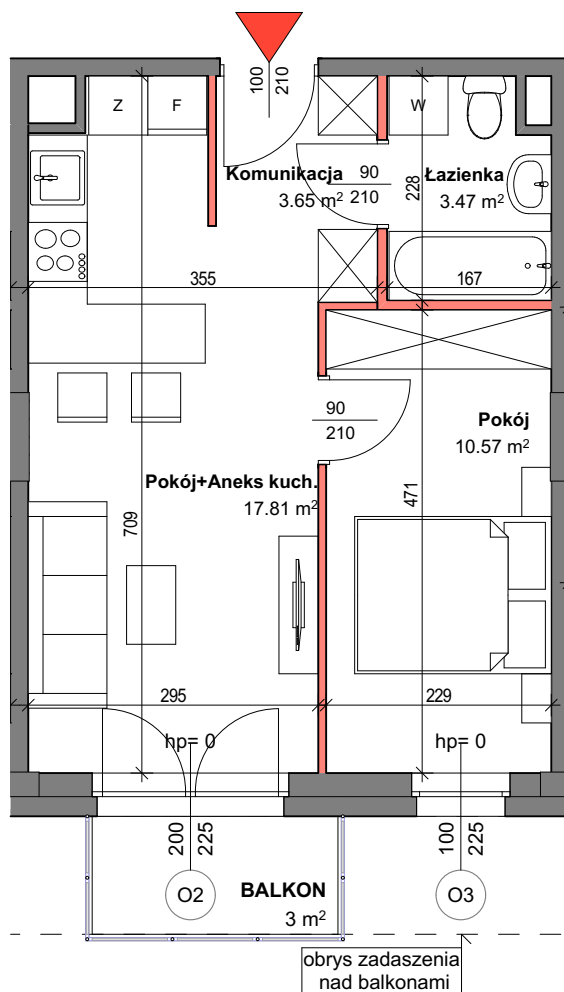 100
210
Z
F
W
Komunikacja
3.65 m²
90
210
Łazienka
3.47 m²
228
355
167
90
210
Pokój
10.57 m²
Pokój+Aneks kuch.
17.81 m²
709
471
295
229
hp= 0
hp= 0
200
225
100
225
O2
BALKON
3 m²
O3
obrys zadaszenia
nad balkonami